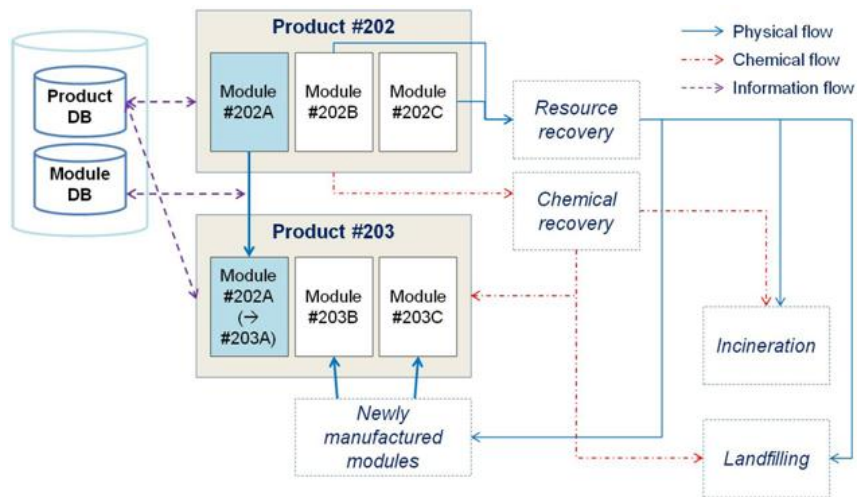 Product #202
Module
#202A
Module
#202B
Module
#202C
Physical flow
Chemical flow
Information flow
Product
DB
Module
DB
Resource
recovery
Chemical
recovery
Product #203
Module
#202A
(→
#203A)
Module
#203B
Module
#203C
Incineration
Newly
manufactured
modules
Landfilling